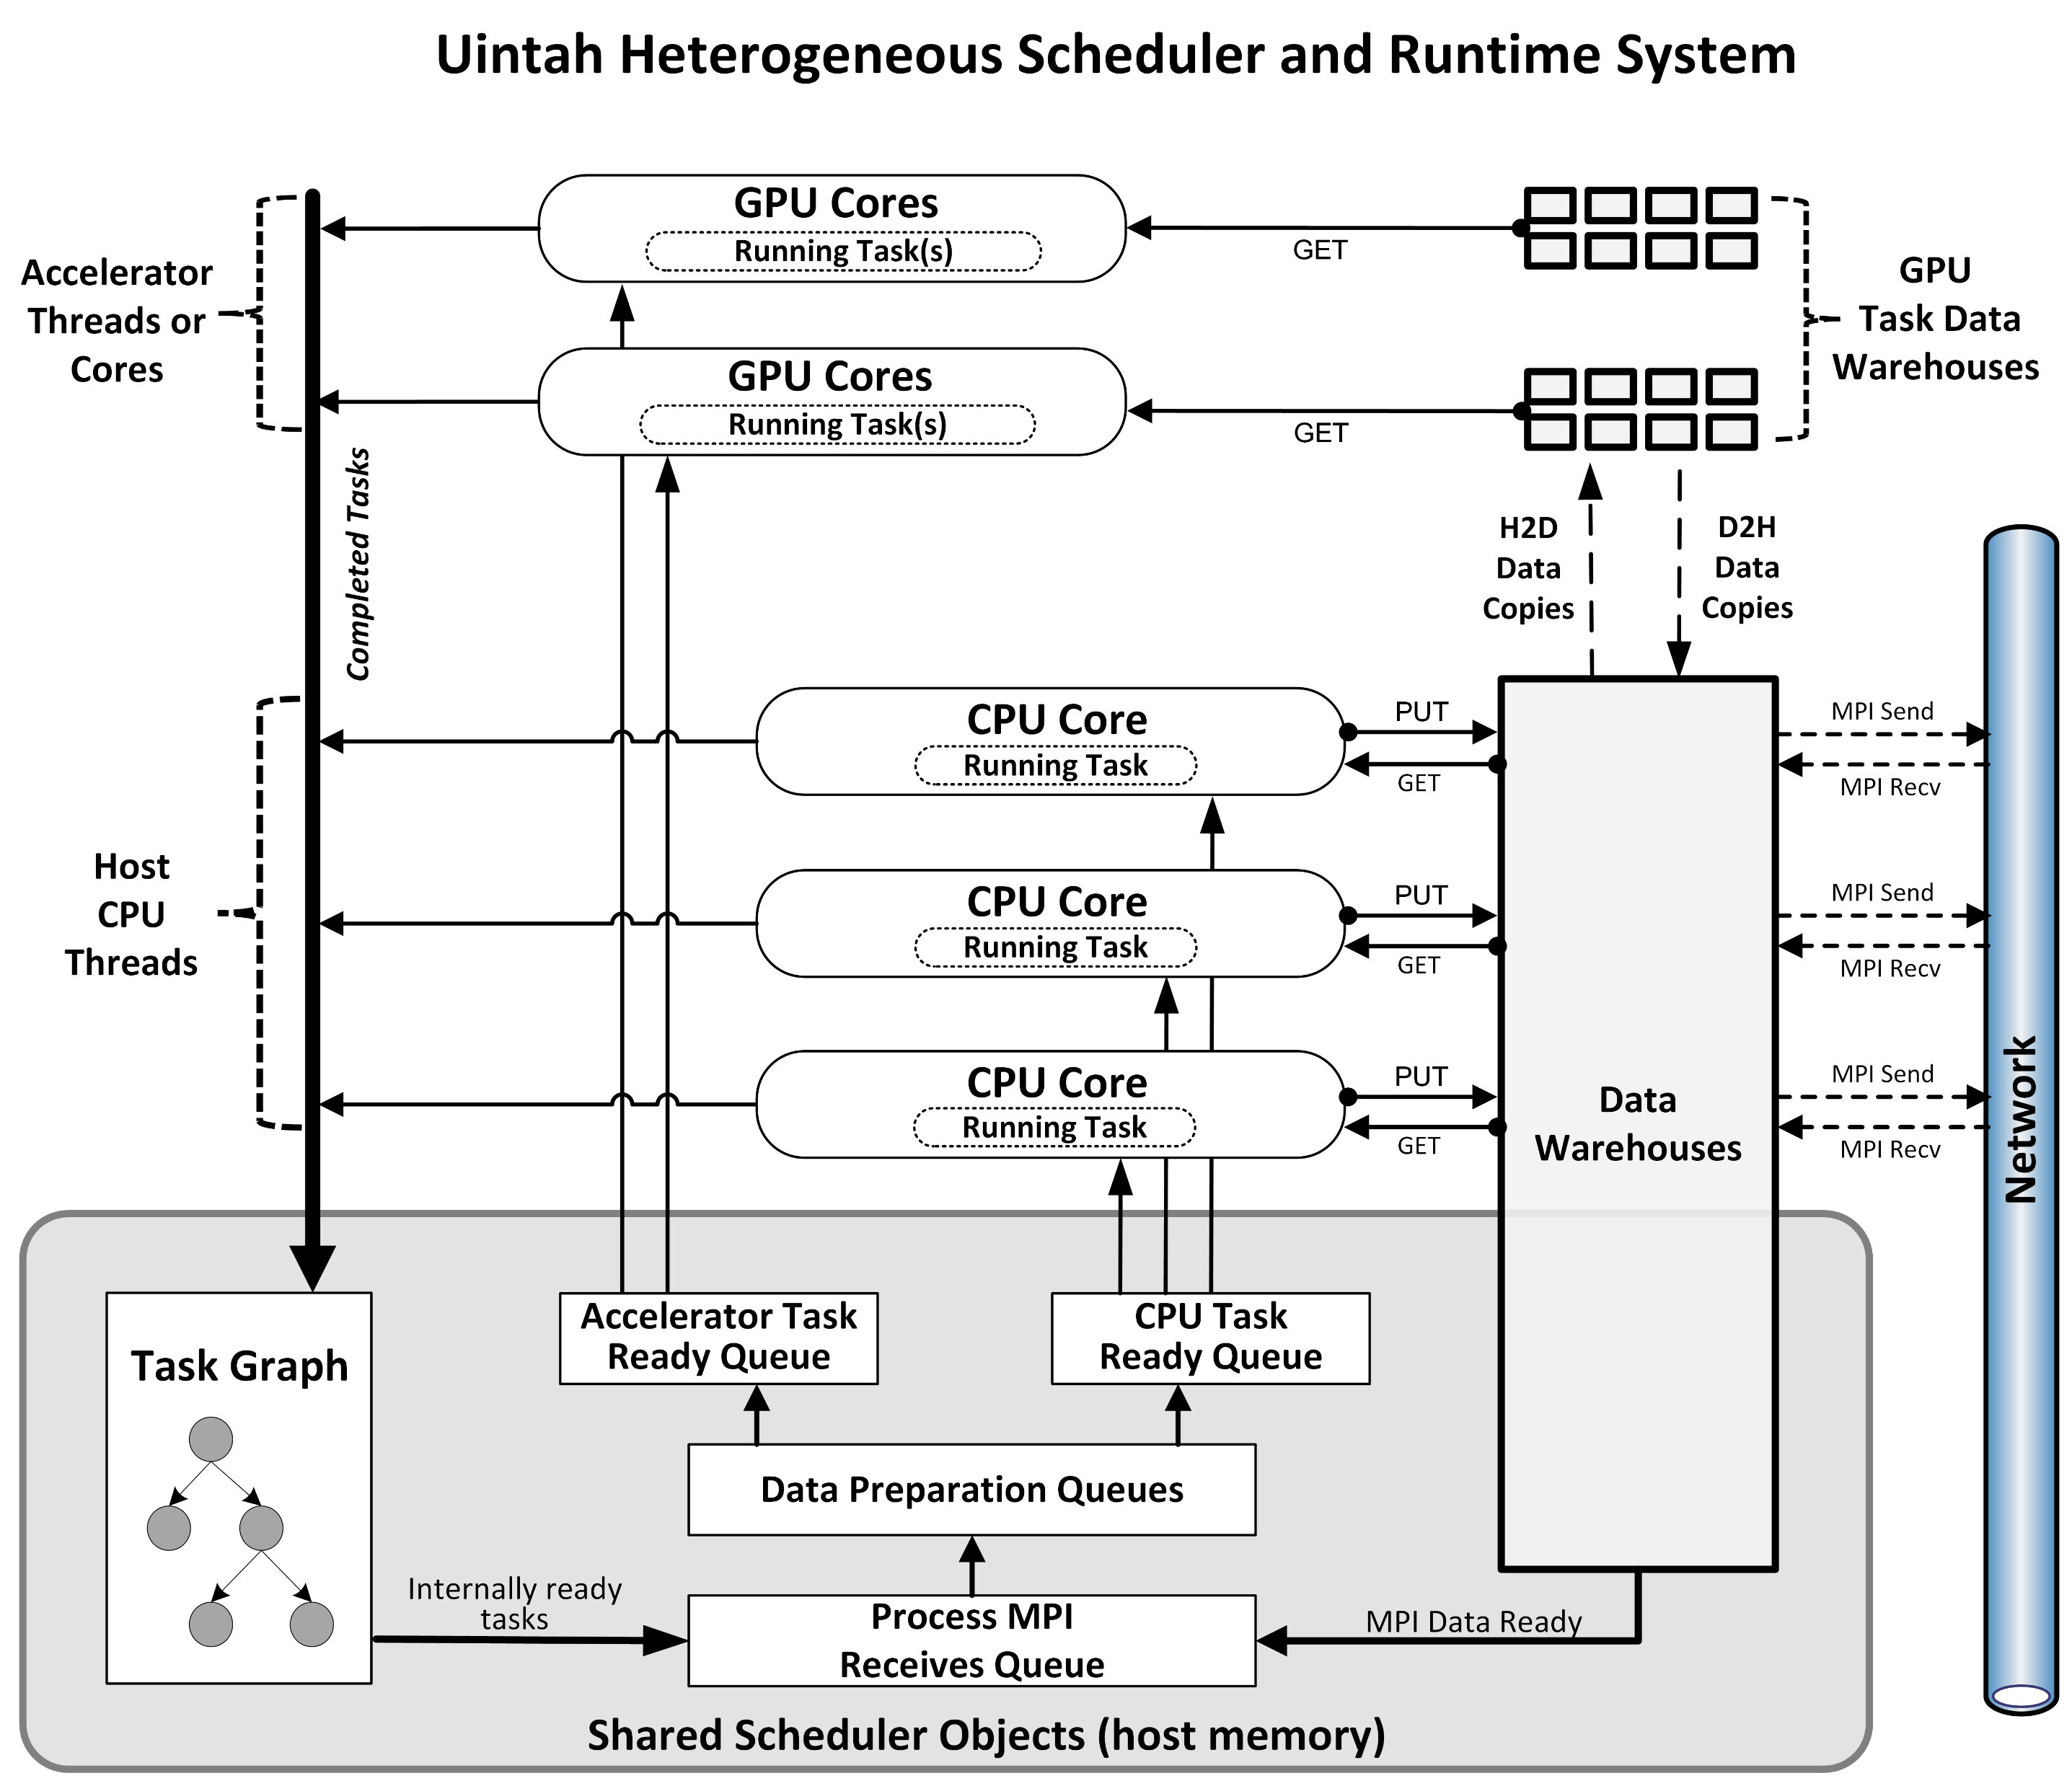 Uintah Heterogeneous Scheduler and Runtime System
Accelerator
Threads or
Cores
GPU Cores
Running Task(s)
GET
GPU
Task Data
Warehouses
GPU Cores
Running Task(s)
GET
Completed Tasks
H2D
Data
Copies
D2H
Data
Copies
Host
CPU
Threads
CPU Core
Running Task
PUT
GET
MPI Send
MPI Recv
CPU Core
Running Task
PUT
GET
MPI Send
MPI Recv
CPU Core
Running Task
PUT
GET
MPI Send
MPI Recv
Data
Warehouses
Network
Task Graph
Accelerator Task
Ready Queue
CPU Task
Ready Queue
Data Preparation Queues
Internally ready
tasks
Process MPI
Receives Queue
MPI Data Ready
Shared Scheduler Objects (host memory)